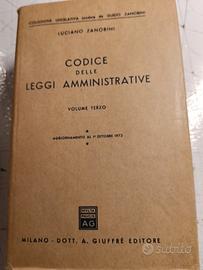 COLLEZIONE LEGISLATIVA diretta da GUIDO ZANOBINI
LUCIANO ZANOBINI
CODICE
DELLE
LEGGI AMMINISTRATIVE
VOLUME TERZO
AGGIORNAMENTO AL 1° OTTOBRE 1973
AG
MILANO - DOTT. A. GIUFFRÈ EDITORE
subito